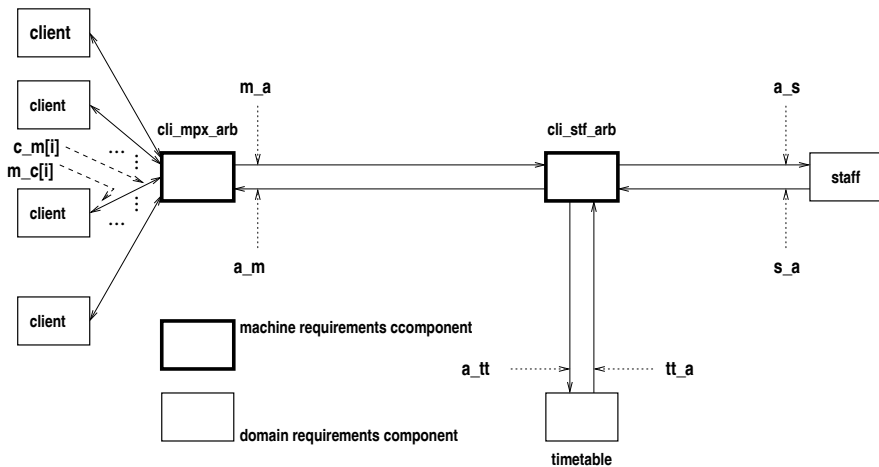 client
client
m_a
a_s
cli_mpx_arb
cli_stf_arb
c_m[i]
... ...
m_c[i]
staff
client
... ...
a_m
s_a
client
machine requirements ccomponent
a_tt
tt_a
domain requirements component
timetable